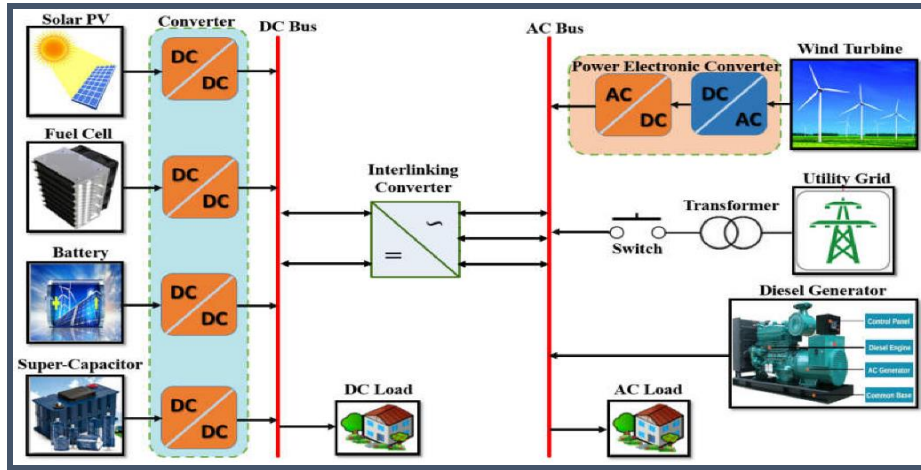 Solar PV
Converter
DC Bus
AC Bus
Wind Turbine
Power Electronic Converter
DC
DC
AC
DC
DC
AC
Fuel Cell
DC
DC
Interlinking
Converter
Utility Grid
Transformer
Switch
Battery
DC
DC
Diesel Generator
Control Panel
Diesel Engine
AC Generator
Common Base
Super-Capacitor
DC
DC
DC Load
AC Load